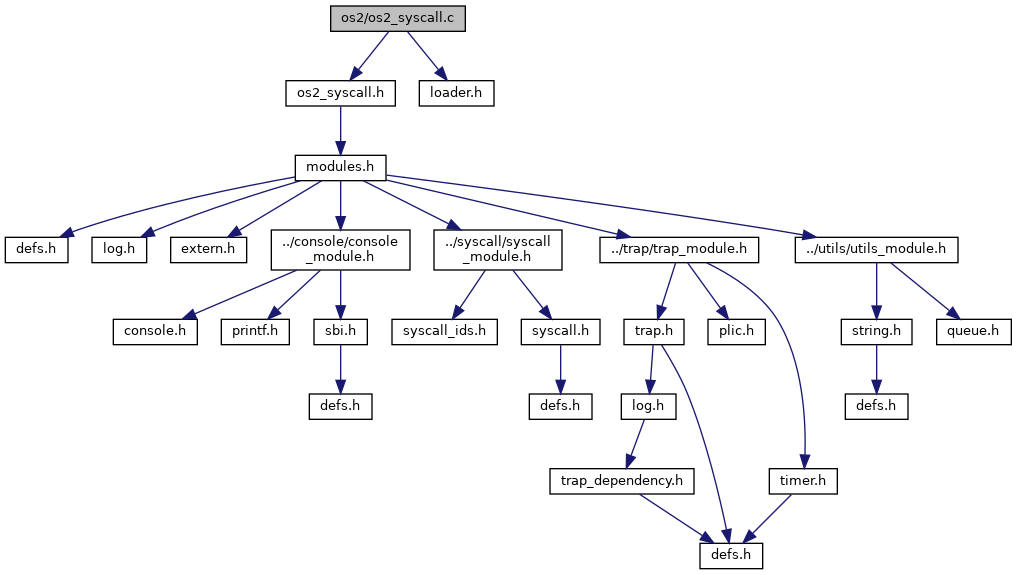 os2/os2_syscall.c
os2_syscall.h
loader.h
modules.h
defs.h
log.h
extern.h
../console/console
_module.h
../syscall/syscall
_module.h
../trap/trap_module.h
../utils/utils_module.h
console.h
printf.h
sbi.h
syscall_ids.h
syscall.h
trap.h
plic.h
string.h
queue.h
defs.h
defs.h
log.h
defs.h
trap_dependency.h
timer.h
defs.h